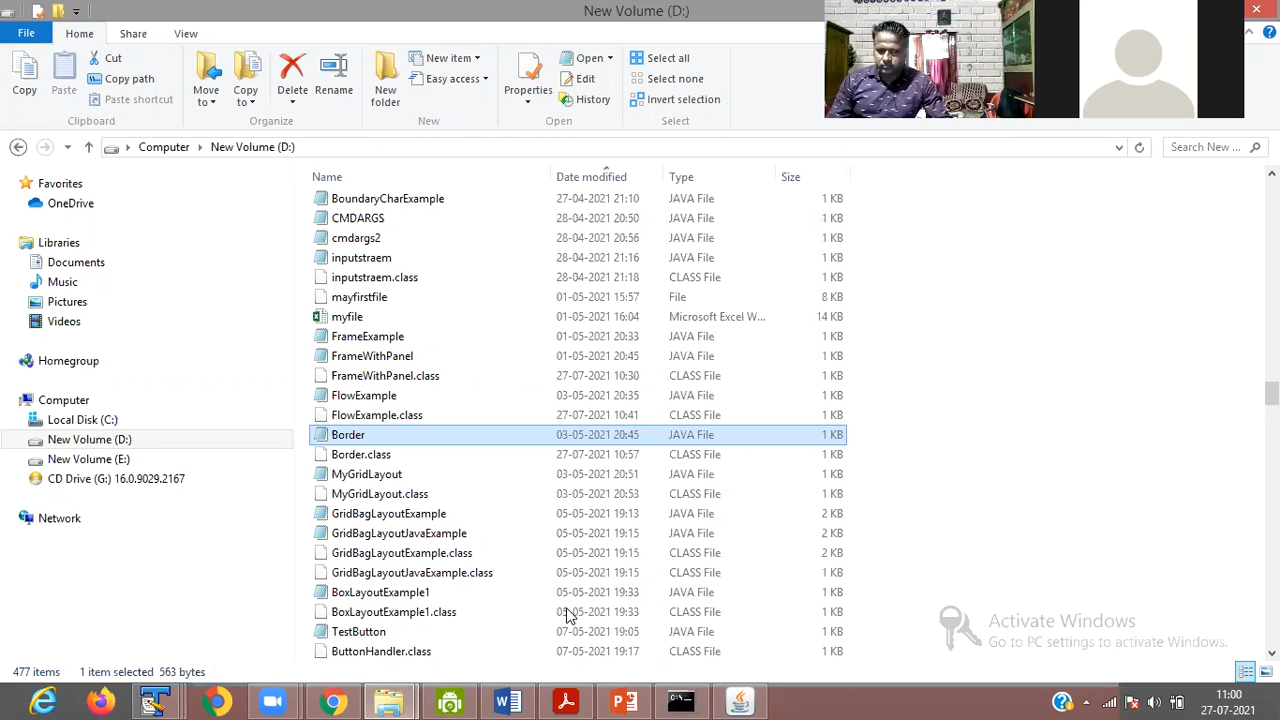 New Volume (D:)
File Home Share View
Copy
Paste
Cut
Copy path
Paste shortcut
Move to
Copy to
Delete
Rename
New folder
New item
Easy access
Properties
Open
Edit
History
Select all
Select none
Invert selection
Clipboard Organize New Open Select
Computer New Volume (D:) Search New ...
Name Date modified Type Size
Favorites
OneDrive
Libraries
Documents
Music
Pictures
Videos
Homegroup
Computer
Local Disk (C:)
New Volume (D:)
New Volume (E:)
CD Drive (G:) 16.0.9029.2167
Network
BoundaryCharExample 27-04-2021 21:10 JAVA File 1 KB
CMDARGS 28-04-2021 20:50 JAVA File 1 KB
cmdargs2 28-04-2021 20:56 JAVA File 1 KB
inputstraem 28-04-2021 21:16 JAVA File 1 KB
inputstraem.class 28-04-2021 21:18 CLASS File 1 KB
mayfirstfile 01-05-2021 15:57 File 8 KB
myfile 01-05-2021 16:04 Microsoft Excel W... 14 KB
FrameExample 01-05-2021 20:33 JAVA File 1 KB
FrameWithPanel 01-05-2021 20:45 JAVA File 1 KB
FrameWithPanel.class 27-07-2021 10:30 CLASS File 1 KB
FlowExample 03-05-2021 20:35 JAVA File 1 KB
FlowExample.class 27-07-2021 10:41 CLASS File 1 KB
Border 03-05-2021 20:45 JAVA File 1 KB
Border.class 27-07-2021 10:57 CLASS File 1 KB
MyGridLayout 03-05-2021 20:51 JAVA File 1 KB
MyGridLayout.class 03-05-2021 20:53 CLASS File 1 KB
GridBagLayoutExample 05-05-2021 19:13 JAVA File 2 KB
GridBagLayoutJavaExample 05-05-2021 19:15 JAVA File 2 KB
GridBagLayoutExample.class 05-05-2021 19:15 CLASS File 2 KB
GridBagLayoutJavaExample.class 05-05-2021 19:15 CLASS File 1 KB
BoxLayoutExample1 05-05-2021 19:33 JAVA File 1 KB
BoxLayoutExample1.class 05-05-2021 19:33 CLASS File 1 KB
TestButton 07-05-2021 19:05 JAVA File 1 KB
ButtonHandler.class 07-05-2021 19:17 CLASS File 1 KB
Activate Windows
Go to PC settings to activate Windows.
477 items 1 item selected 563 bytes
11:00
27-07-2021